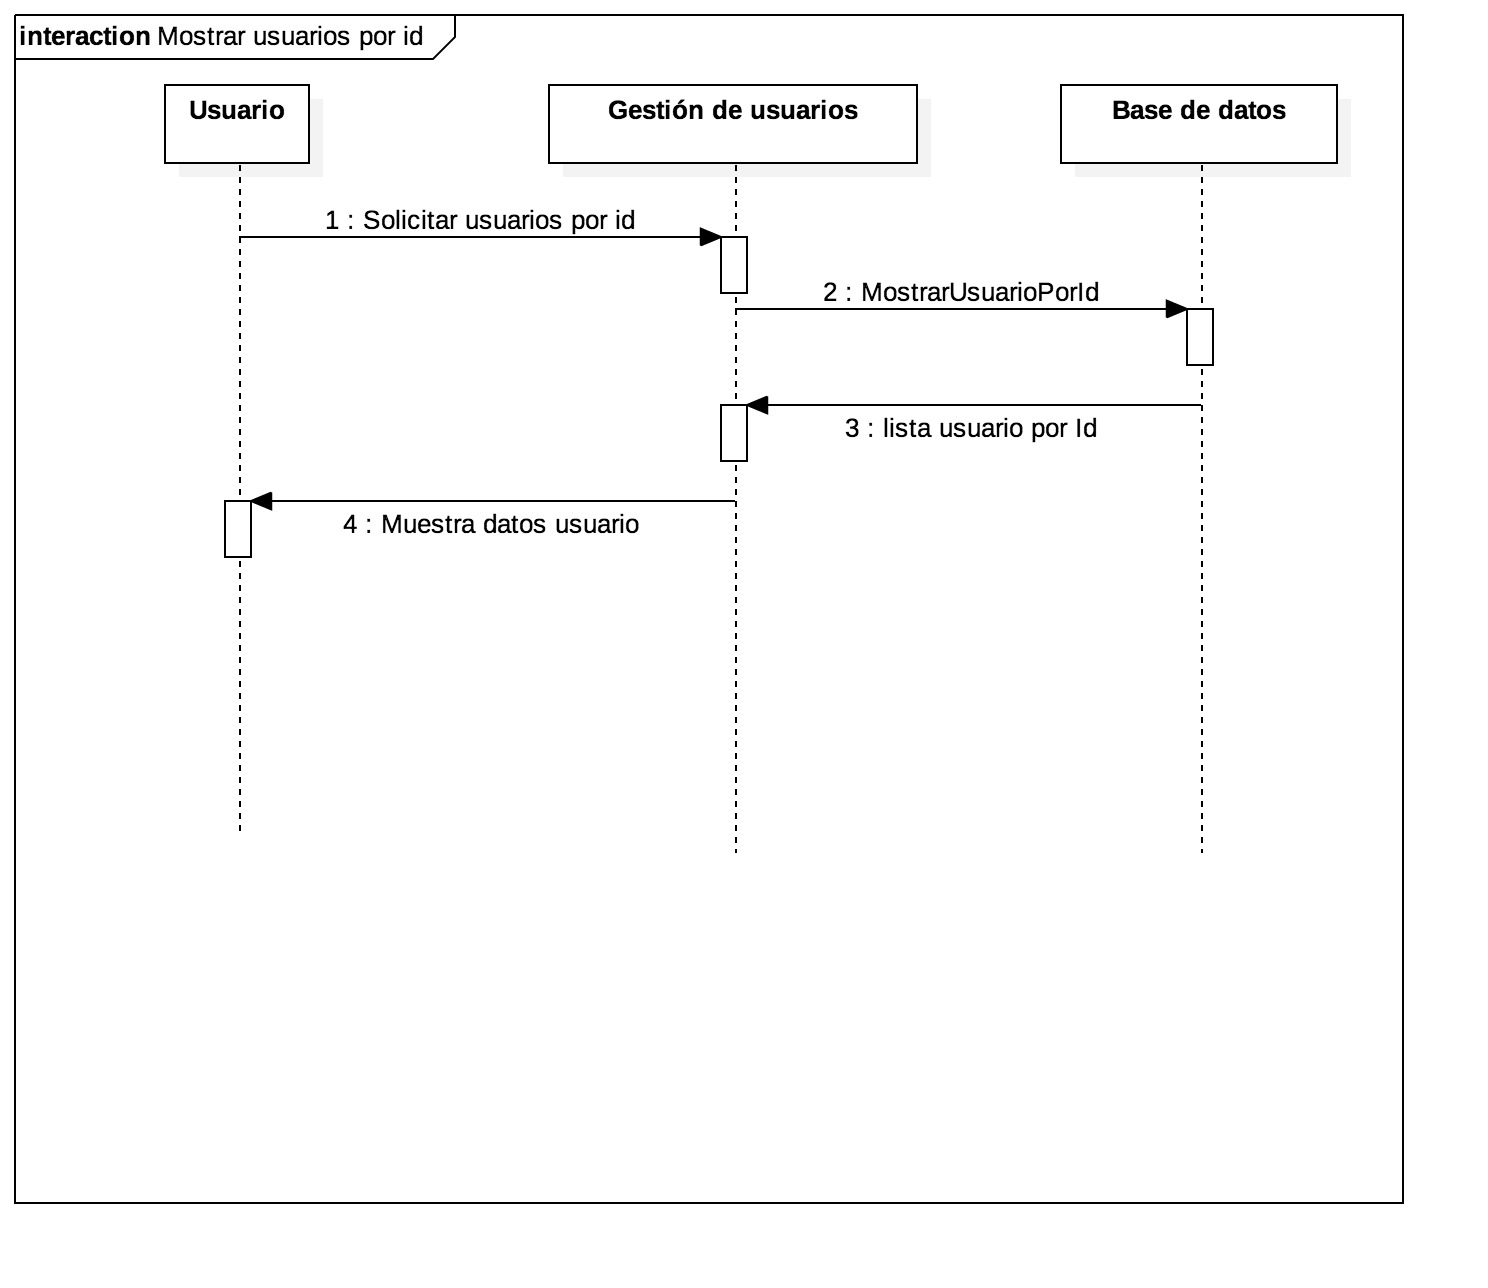 interaction Mostrar usuarios por id
Usuario
Gestión de usuarios
Base de datos
1 : Solicitar usuarios por id
2 : MostrarUsuarioPorId
3 : lista usuario por Id
4 : Muestra datos usuario